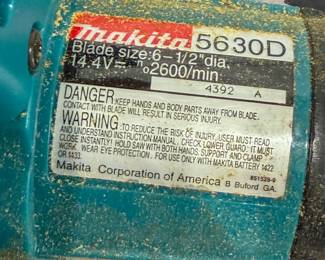 Makita 5630D
Blade size:6-1/2"dia.
14.4V⎓ n₀2600/min
4392 A
DANGER:KEEP HANDS AND BODY PARTS AWAY FROM BLADE.
CONTACT WITH BLADE WILL RESULT IN SERIOUS INJURY.
WARNING:TO REDUCE THE RISK OF INJURY, USER MUST READ
AND UNDERSTAND INSTRUCTION MANUAL. CHECK LOWER GUARD. IT MUST
CLOSE INSTANTLY! HOLD SAW WITH BOTH HANDS. SUPPORT AND CLAMP
WORK. WEAR EYE PROTECTION. FOR USE ONLY WITH MAKITA BATTERY 1422
OR 1433.
Makita Corporation of America B Buford GA.
851539-9